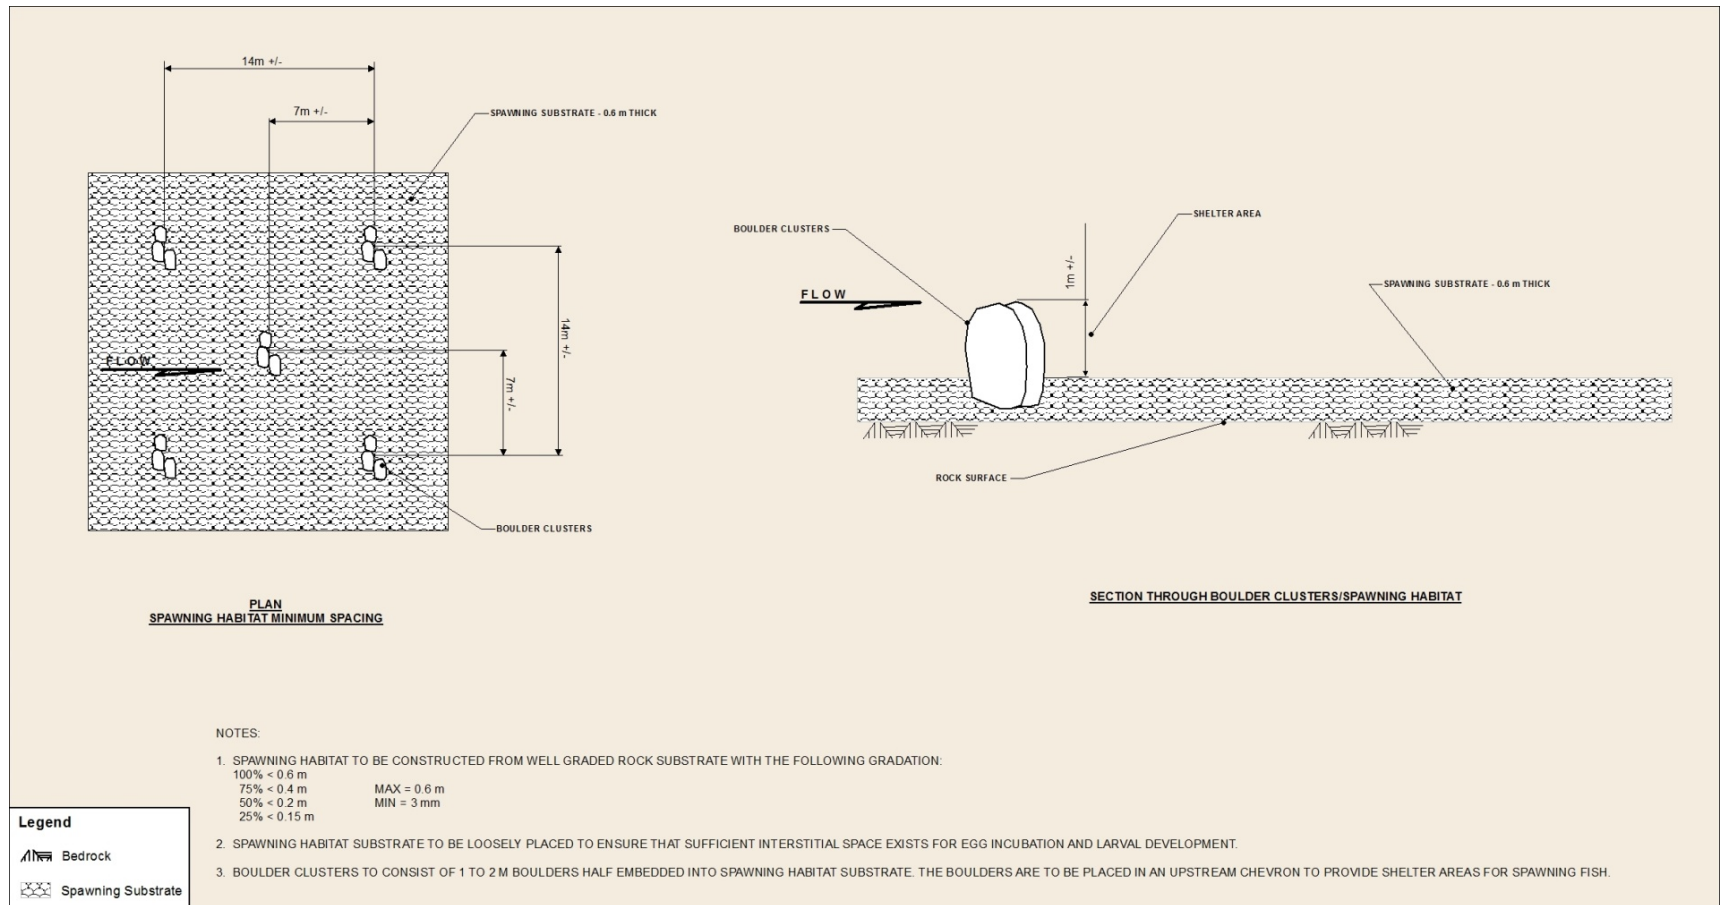 14m +/-
7m +/-
SPAWNING SUBSTRATE - 0.6 m THICK
14m +/-
7m +/-
FLOW
BOULDER CLUSTERS
PLAN
SPAWNING HABITAT MINIMUM SPACING
SHELTER AREA
BOULDER CLUSTERS
1m +/-
FLOW
SPAWNING SUBSTRATE - 0.6 m THICK
ROCK SURFACE
SECTION THROUGH BOULDER CLUSTERS/SPAWNING HABITAT
NOTES:
1. SPAWNING HABITAT TO BE CONSTRUCTED FROM WELL GRADED ROCK SUBSTRATE WITH THE FOLLOWING GRADATION:
100% < 0.6 m
75% < 0.4 m MAX = 0.6 m
50% < 0.2 m MIN = 3 mm
25% < 0.15 m
2. SPAWNING HABITAT SUBSTRATE TO BE LOOSELY PLACED TO ENSURE THAT SUFFICIENT INTERSTITIAL SPACE EXISTS FOR EGG INCUBATION AND LARVAL DEVELOPMENT.
3. BOULDER CLUSTERS TO CONSIST OF 1 TO 2 M BOULDERS HALF EMBEDDED INTO SPAWNING HABITAT SUBSTRATE. THE BOULDERS ARE TO BE PLACED IN AN UPSTREAM CHEVRON TO PROVIDE SHELTER AREAS FOR SPAWNING FISH.
Legend
Bedrock
Spawning Substrate